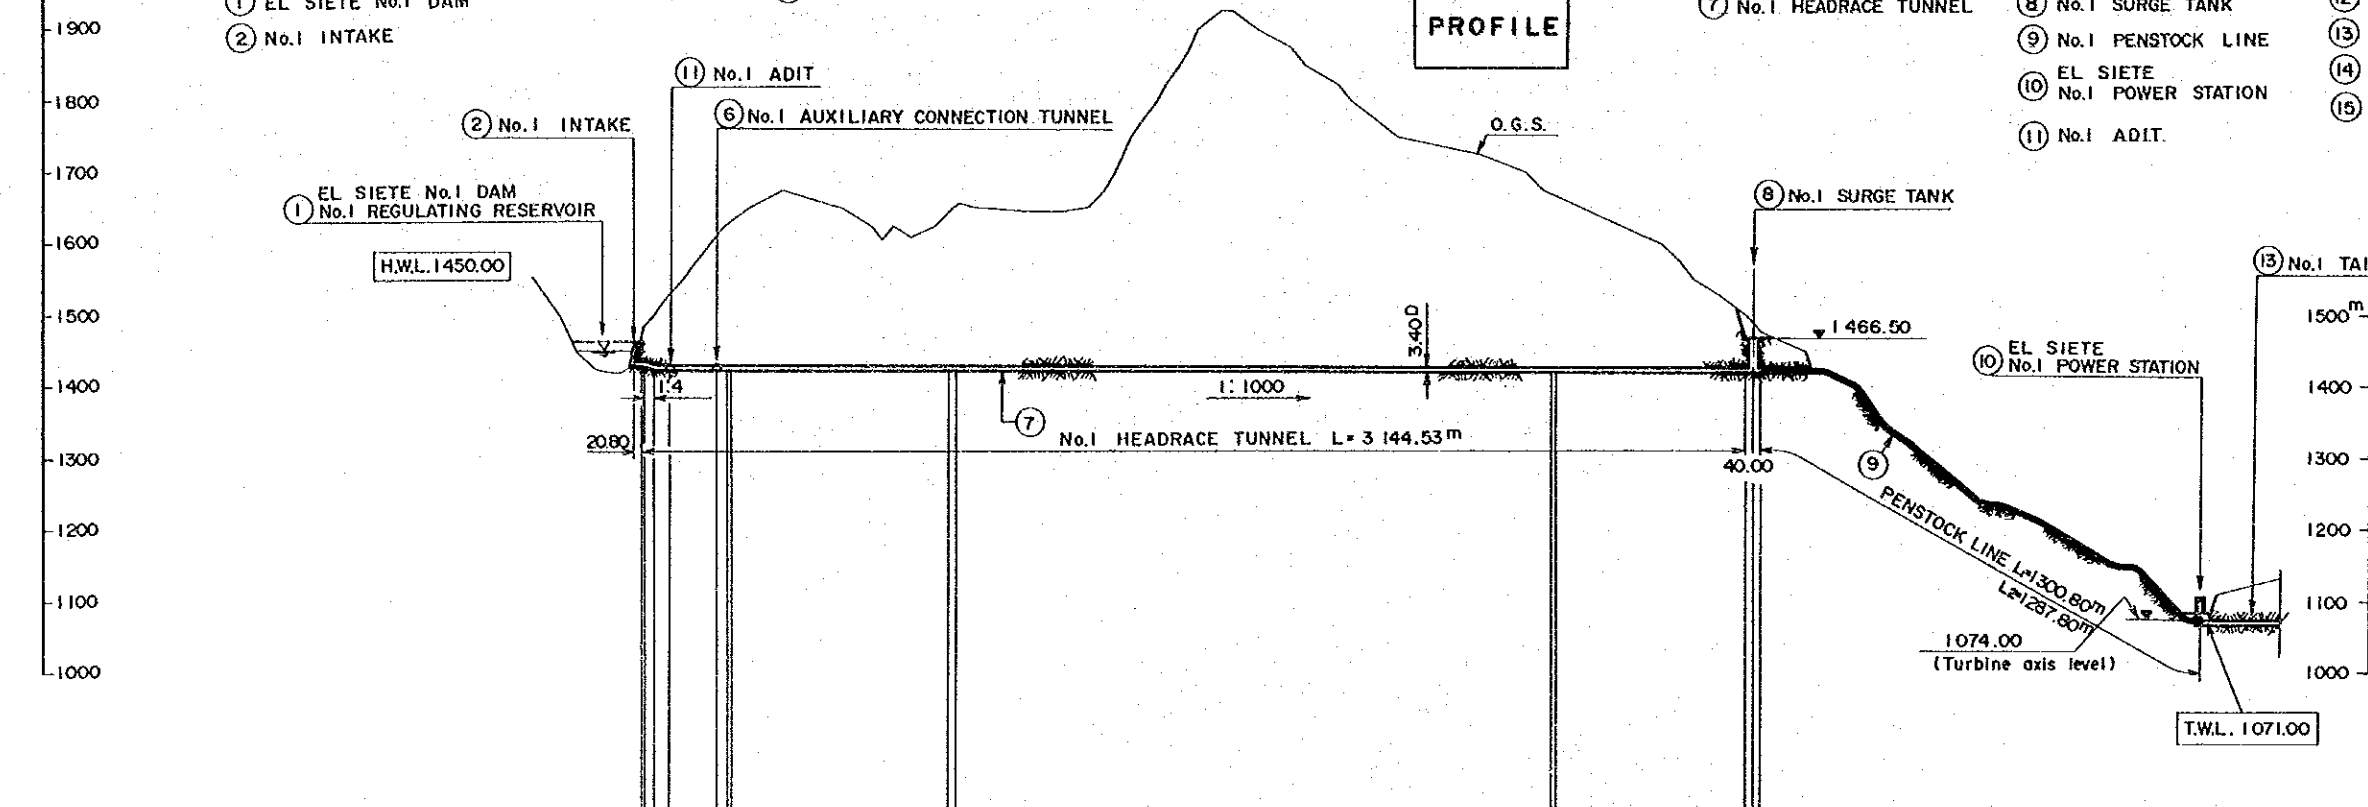 ① EL SIETE No.1 DAM
② No.1 INTAKE
PROFILE
⑦ No.1 HEADRACE TUNNEL
⑧ No.1 SURGE TANK
⑨ No.1 PENSTOCK LINE
⑩ EL SIETE
No.1 POWER STATION
⑪ No.1 ADIT.
⑬
⑭
⑮
1900
1800
1700
1600
1500
1400
1300
1200
1100
1000
⑪ No.1 ADIT
⑥ No.1 AUXILIARY CONNECTION TUNNEL
② No.1 INTAKE
EL SIETE No.1 DAM
① No.1 REGULATING RESERVOIR
H.W.L. 1450.00
O.G.S.
⑧ No.1 SURGE TANK
1466.50
3.40D
1:4
1:1000
⑦
No.1 HEADRACE TUNNEL L=3144.53m
20.80
40.00
⑨
PENSTOCK LINE L1=1300.80m
L2=1287.80m
1074.00
(Turbine axis level)
⑩ EL SIETE
No.1 POWER STATION
⑬ No.1 TAI
T.W.L. 1071.00
1500m
1400
1300
1200
1100
1000